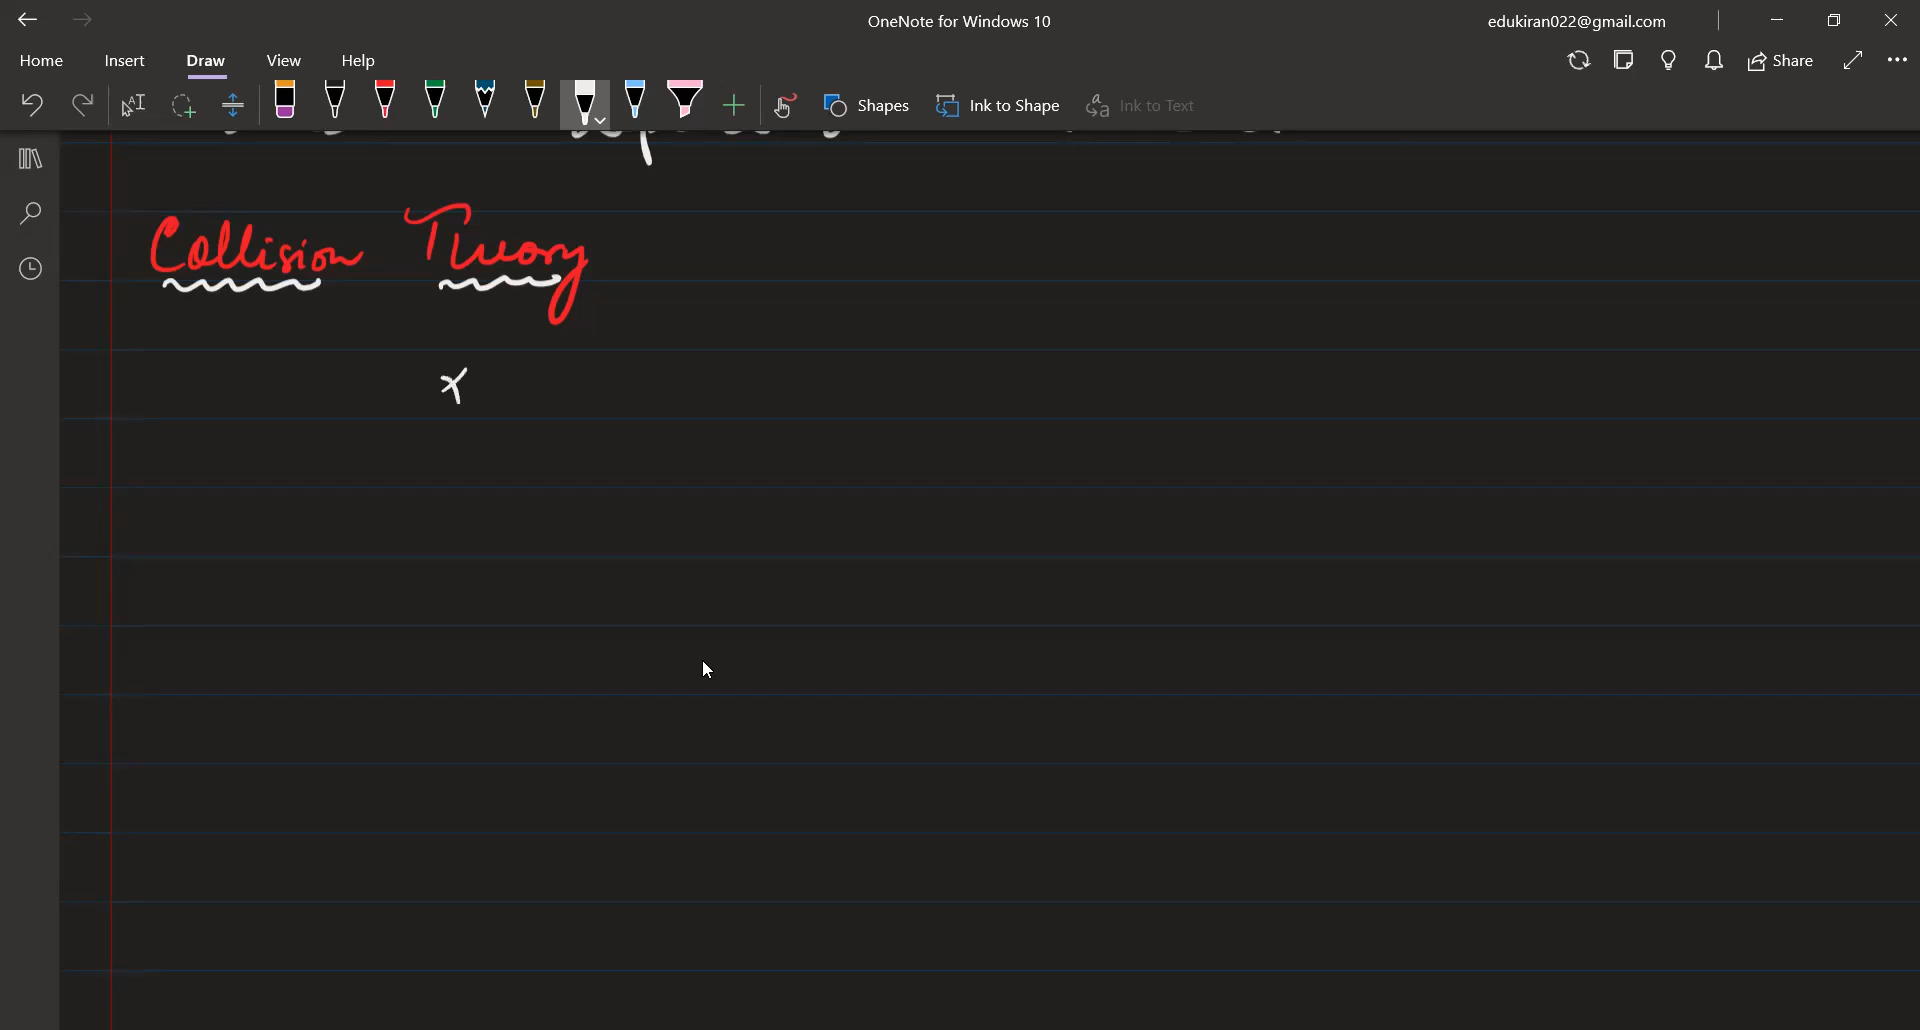 OneNote for Windows 10
edukiran022@gmail.com
Home Insert Draw View Help
Share
Shapes Ink to Shape Ink to Text
Collision Theory
x